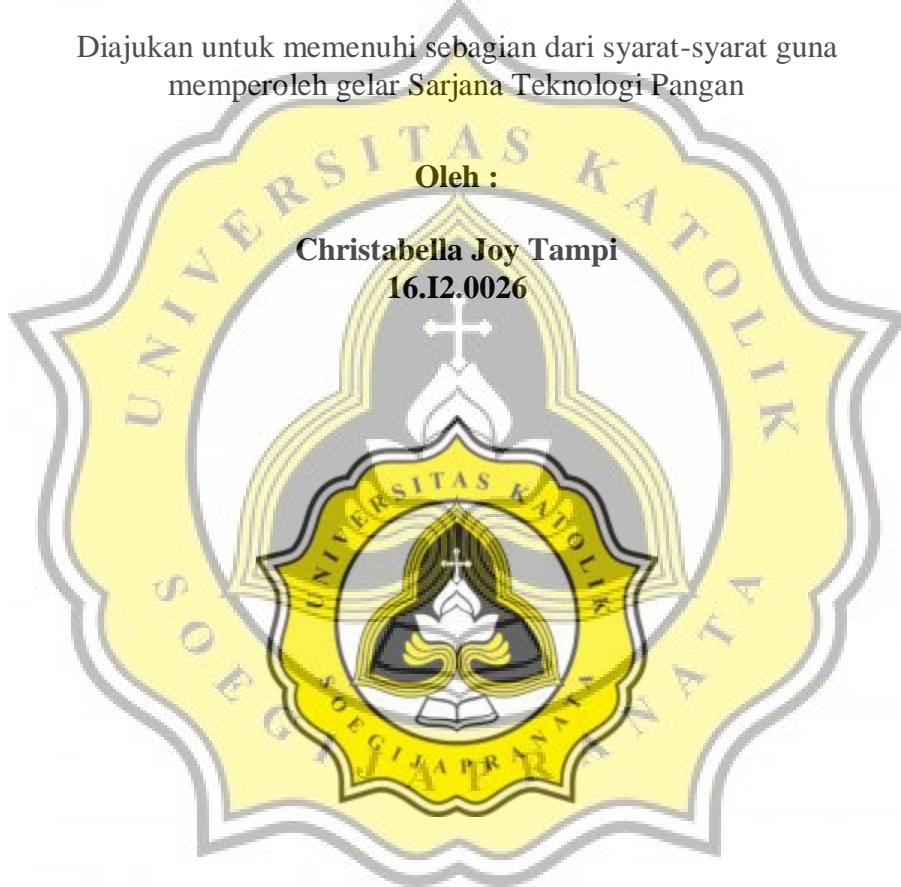 Diajukan untuk memenuhi sebagian dari syarat-syarat guna
memperoleh gelar Sarjana Teknologi Pangan
Oleh :
Christabella Joy Tampi
16.I2.0026
UNIVERSITAS KATOLIK
SOEGIJAPRANATA
UNIVERSITAS KATOLIK
SOEGIJAPRANATA